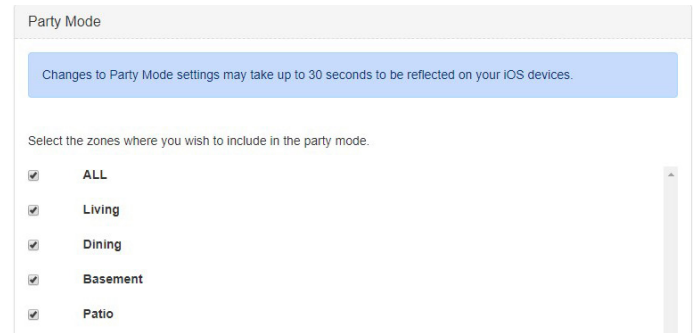 Party Mode
Changes to Party Mode settings may take up to 30 seconds to be reflected on your iOS devices.
Select the zones where you wish to include in the party mode.
ALL
Living
Dining
Basement
Patio